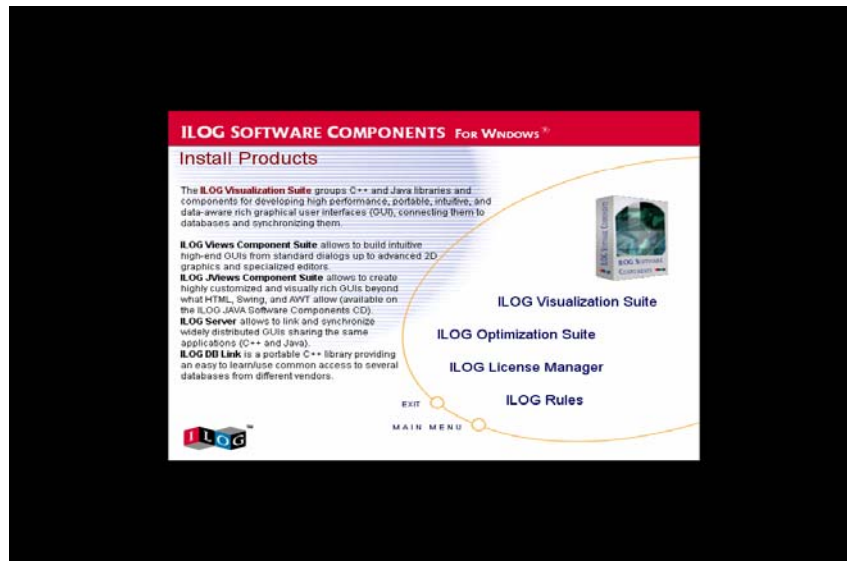 ILOG SOFTWARE COMPONENTS FOR WINDOWS ®
Install Products
The ILOG Visualization Suite groups C++ and Java libraries and
components for developing high performance, portable, intuitive, and
data-aware rich graphical user interfaces (GUI), connecting them to
databases and synchronizing them.
ILOG Views Component Suite allows to build intuitive
high-end GUIs from standard dialogs up to advanced 2D
graphics and specialized editors.
ILOG JViews Component Suite allows to create
highly customized and visually rich GUIs beyond
what HTML, Swing, and AWT allow (available on
the ILOG JAVA Software Components CD).
ILOG Server allows to link and synchronize
widely distributed GUIs sharing the same
applications (C++ and Java).
ILOG DB Link is a portable C++ library providing
an easy to learn/use common access to several
databases from different vendors.
ILOG SOFTWARE
COMPONENTS
ILOG Visualization Suite
ILOG Optimization Suite
ILOG License Manager
ILOG Rules
EXIT
MAIN MENU
ILOG™